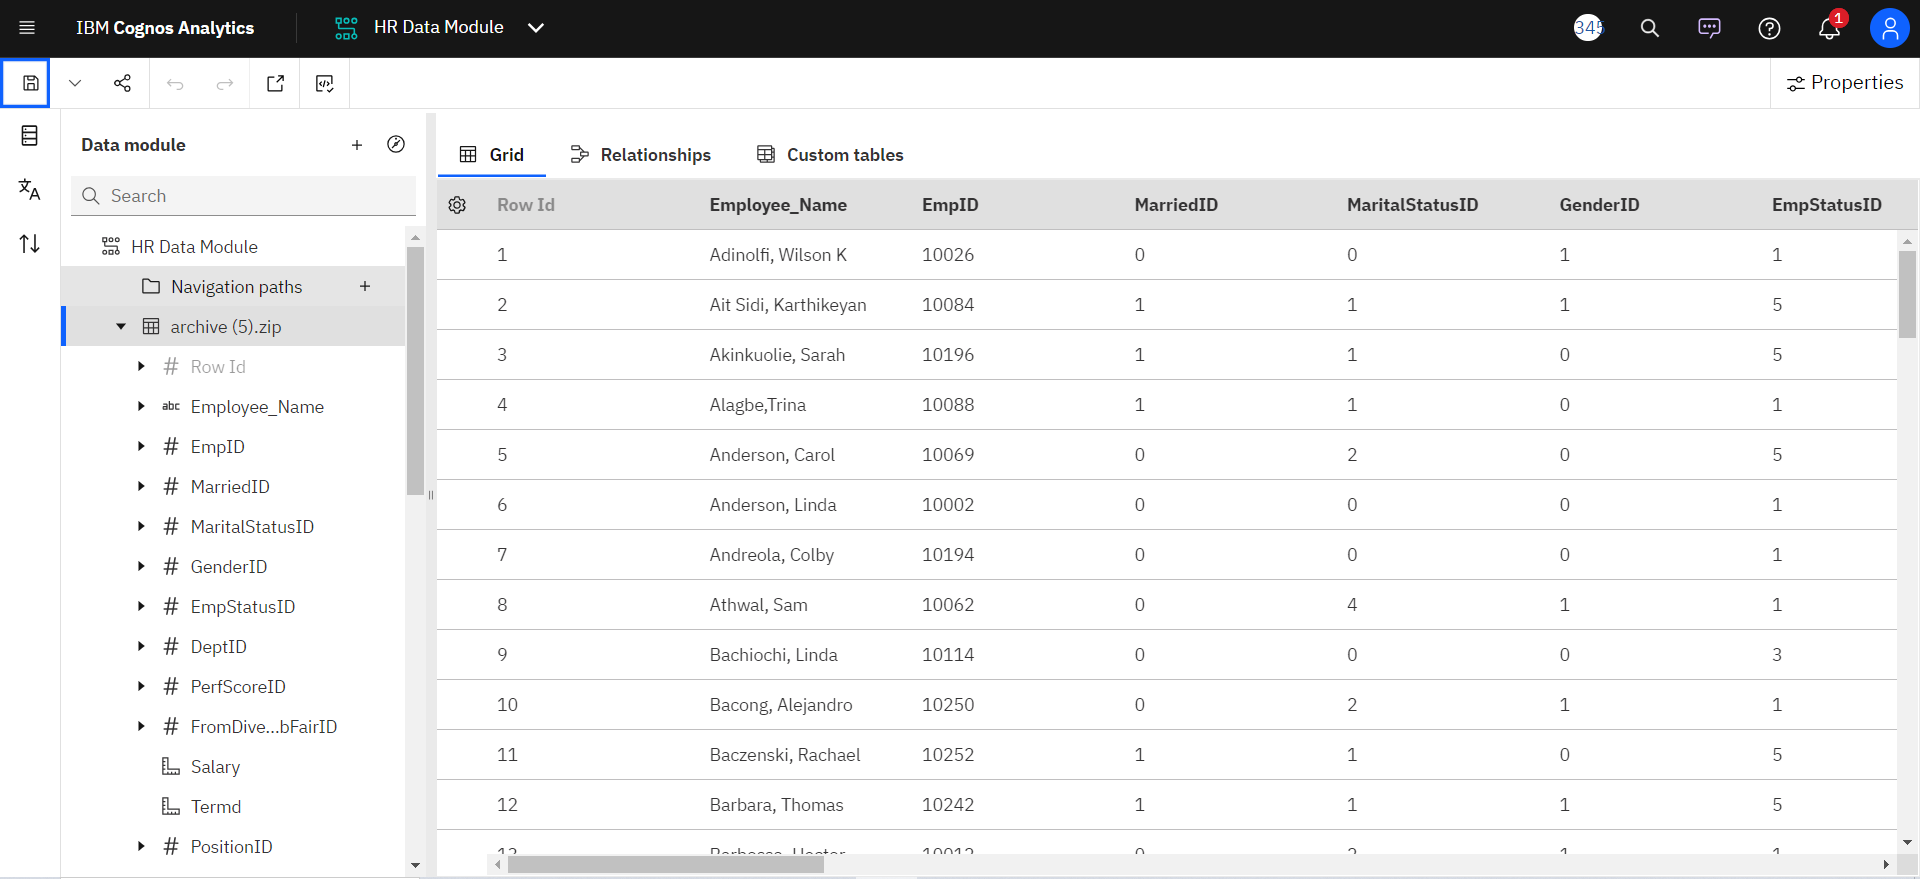 IBM Cognos Analytics
HR Data Module
345
1
Properties
Data module
Search
HR Data Module
Navigation paths
archive (5).zip
Row Id
abc Employee_Name
EmpID
MarriedID
MaritalStatusID
GenderID
EmpStatusID
DeptID
PerfScoreID
FromDive...bFairID
Salary
Termd
PositionID
Grid Relationships Custom tables
Row Id Employee_Name EmpID MarriedID MaritalStatusID GenderID EmpStatusID
1 Adinolfi, Wilson K 10026 0 0 1 1
2 Ait Sidi, Karthikeyan 10084 1 1 1 5
3 Akinkuolie, Sarah 10196 1 1 0 5
4 Alagbe,Trina 10088 1 1 0 1
5 Anderson, Carol 10069 0 2 0 5
6 Anderson, Linda 10002 0 0 0 1
7 Andreola, Colby 10194 0 0 0 1
8 Athwal, Sam 10062 0 4 1 1
9 Bachiochi, Linda 10114 0 0 0 3
10 Bacong, Alejandro 10250 0 2 1 1
11 Baczenski, Rachael 10252 1 1 0 5
12 Barbara, Thomas 10242 1 1 1 5